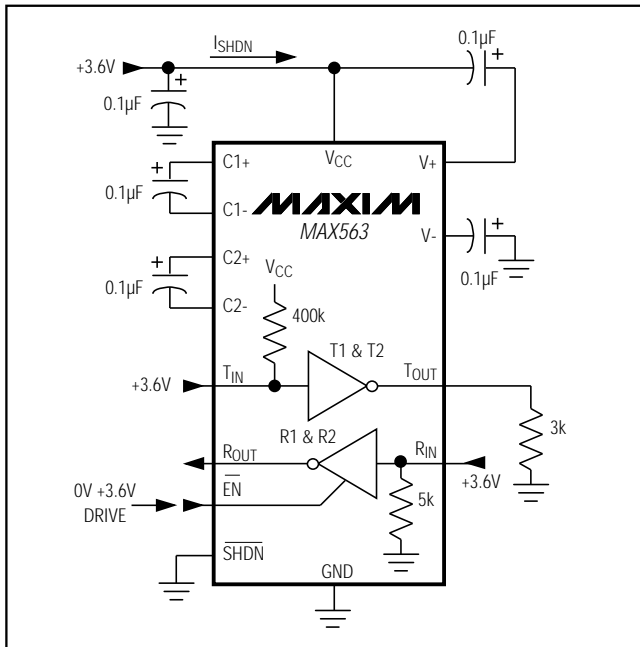 I_SHDN
0.1µF +
+3.6V
+
0.1µF
V_CC
C1+
V+
+
0.1µF
C1-
MAXIM
MAX563
V-
+
0.1µF
C2+
+
0.1µF
C2-
V_CC
400k
T1 & T2
+3.6V
T_IN
T_OUT
3k
R1 & R2
R_OUT
R_IN
+3.6V
0V +3.6V
DRIVE
E̅N̅
5k
S̅H̅D̅N̅
GND